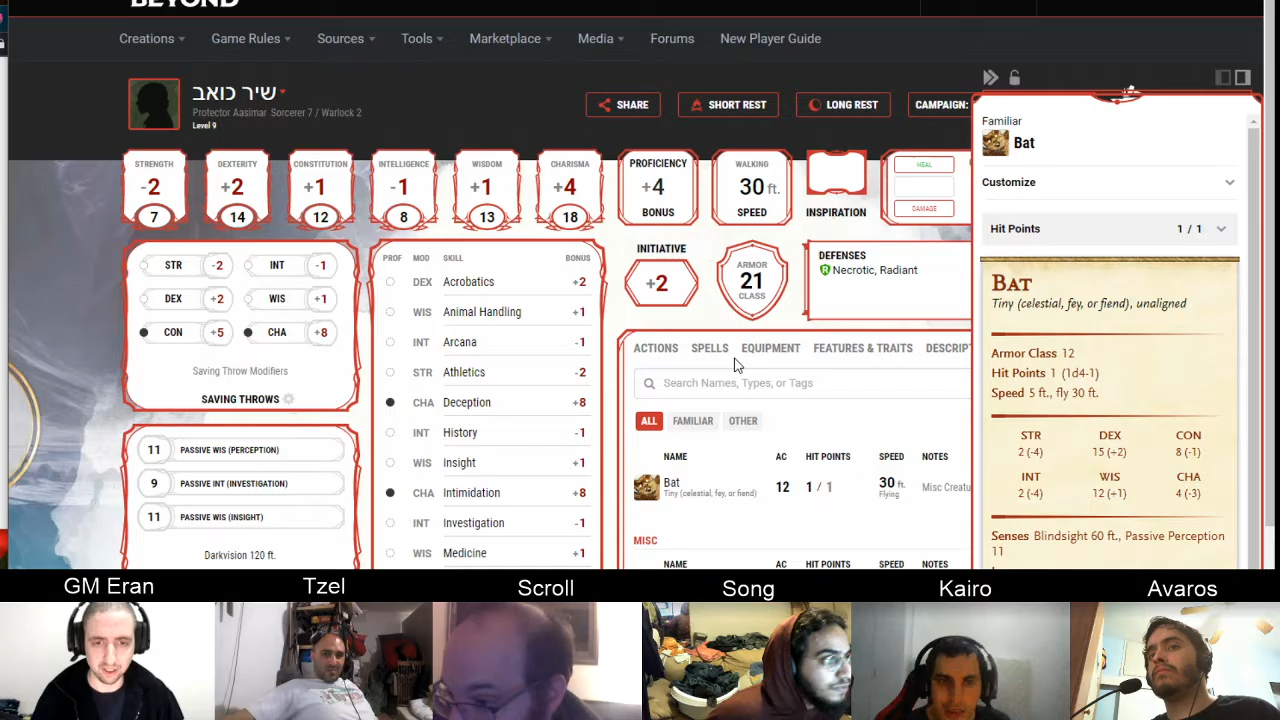 BEYOND
Creations Game Rules Sources Tools Marketplace Media Forums New Player Guide
שיר כואב
Protector Aasimar Sorcerer 7 / Warlock 2
Level 9
SHARE SHORT REST LONG REST CAMPAIGN:
STRENGTH -2 7
DEXTERITY +2 14
CONSTITUTION +1 12
INTELLIGENCE -1 8
WISDOM +1 13
CHARISMA +4 18
PROFICIENCY +4 BONUS
WALKING 30 ft. SPEED
INSPIRATION
HEAL
DAMAGE
STR -2 INT -1
DEX +2 WIS +1
CON +5 CHA +8
Saving Throw Modifiers
SAVING THROWS
11 PASSIVE WIS (PERCEPTION)
9 PASSIVE INT (INVESTIGATION)
11 PASSIVE WIS (INSIGHT)
Darkvision 120 ft.
PROF MOD SKILL BONUS
DEX Acrobatics +2
WIS Animal Handling +1
INT Arcana -1
STR Athletics -2
CHA Deception +8
INT History -1
WIS Insight +1
CHA Intimidation +8
INT Investigation -1
WIS Medicine +1
INITIATIVE
+2
ARMOR
21
CLASS
DEFENSES
Necrotic, Radiant
ACTIONS SPELLS EQUIPMENT FEATURES & TRAITS DESCRIPT
Search Names, Types, or Tags
ALL FAMILIAR OTHER
NAME AC HIT POINTS SPEED NOTES
Bat 12 1 / 1 30 ft. Misc Creatu
Tiny (celestial, fey, or fiend) Flying
MISC
NAME AC HIT POINTS SPEED NOTES
Familiar
Bat
Customize
Hit Points 1 / 1
BAT
Tiny (celestial, fey, or fiend), unaligned
Armor Class 12
Hit Points 1 (1d4-1)
Speed 5 ft., fly 30 ft.
STR DEX CON
2 (-4) 15 (+2) 8 (-1)
INT WIS CHA
2 (-4) 12 (+1) 4 (-3)
Senses Blindsight 60 ft., Passive Perception
11
GM Eran Tzel Scroll Song Kairo Avaros